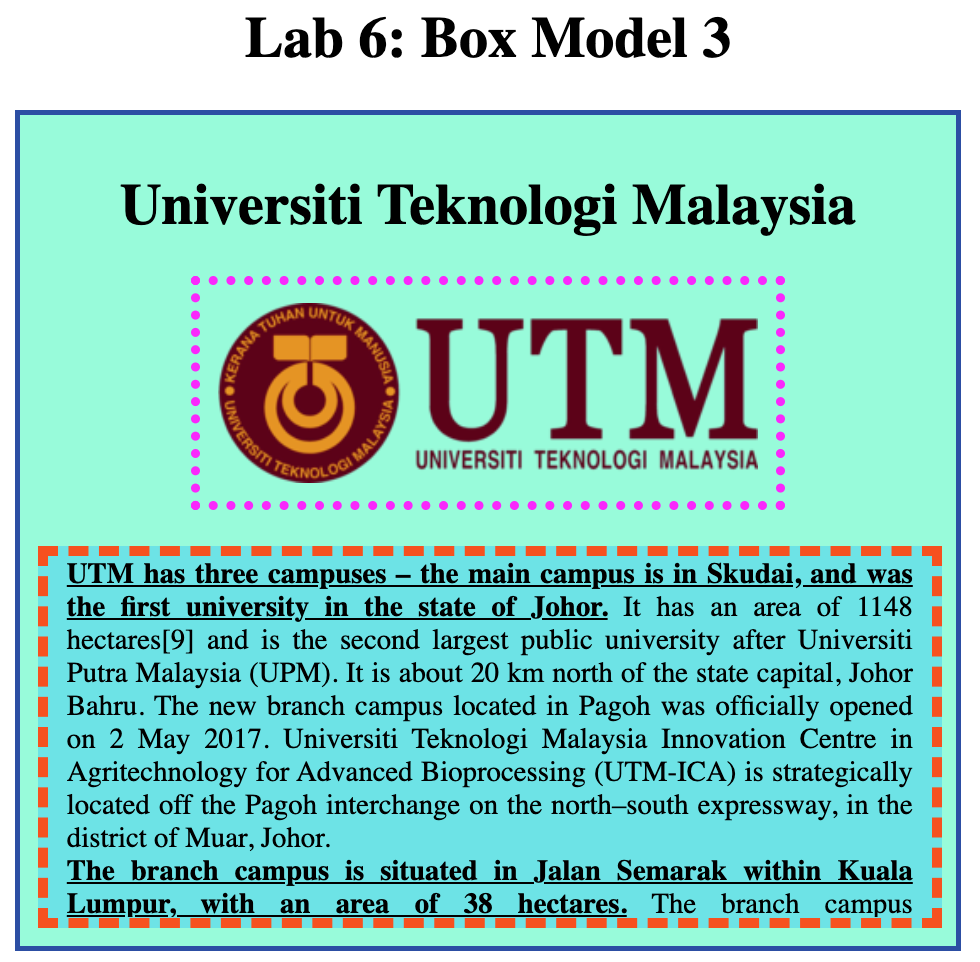 Lab 6: Box Model 3
Universiti Teknologi Malaysia
KERANA TUHAN UNTUK MANUSIA
UNIVERSITI TEKNOLOGI MALAYSIA
UTM
UNIVERSITI TEKNOLOGI MALAYSIA
UTM has three campuses – the main campus is in Skudai, and was
the first university in the state of Johor. It has an area of 1148
hectares[9] and is the second largest public university after Universiti
Putra Malaysia (UPM). It is about 20 km north of the state capital, Johor
Bahru. The new branch campus located in Pagoh was officially opened
on 2 May 2017. Universiti Teknologi Malaysia Innovation Centre in
Agritechnology for Advanced Bioprocessing (UTM-ICA) is strategically
located off the Pagoh interchange on the north–south expressway, in the
district of Muar, Johor.
The branch campus is situated in Jalan Semarak within Kuala
Lumpur, with an area of 38 hectares. The branch campus